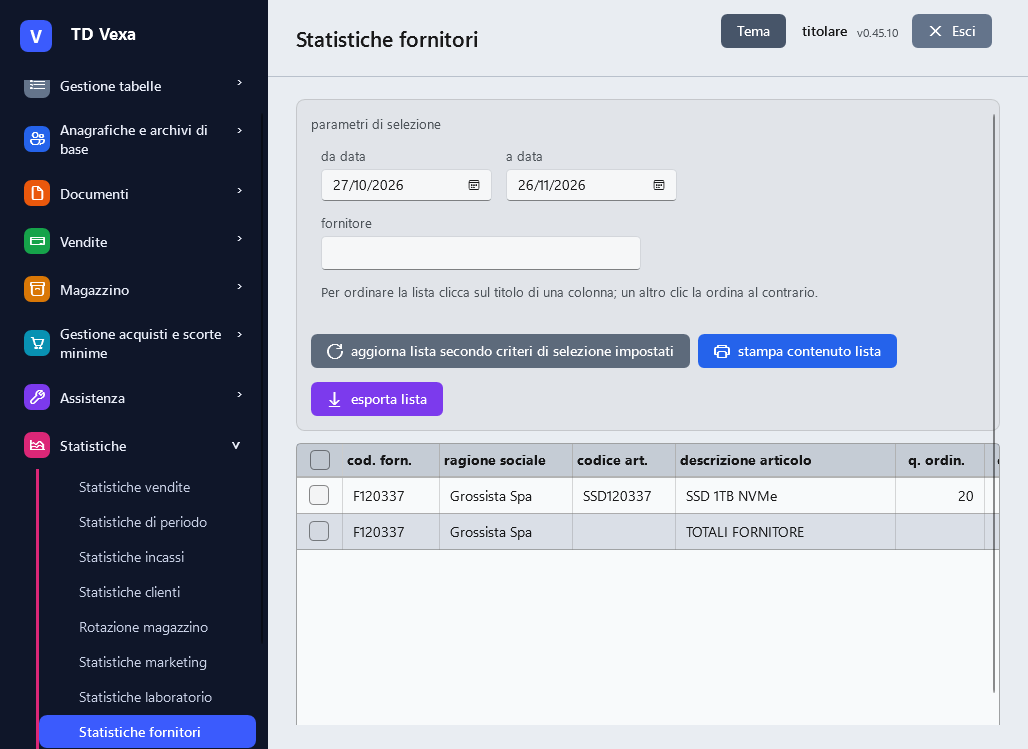 V
TD Vexa
Gestione tabelle
Anagrafiche e archivi di
base
Documenti
Vendite
Magazzino
Gestione acquisti e scorte
minime
Assistenza
Statistiche
Statistiche vendite
Statistiche di periodo
Statistiche incassi
Statistiche clienti
Rotazione magazzino
Statistiche marketing
Statistiche laboratorio
Statistiche fornitori
Statistiche fornitori
Tema titolare v0.45.10 Esci
parametri di selezione
da data a data
27/10/2026 26/11/2026
fornitore
Per ordinare la lista clicca sul titolo di una colonna; un altro clic la ordina al contrario.
aggiorna lista secondo criteri di selezione impostati stampa contenuto lista
esporta lista
cod. forn. ragione sociale codice art. descrizione articolo q. ordin.
F120337 Grossista Spa SSD120337 SSD 1TB NVMe 20
F120337 Grossista Spa TOTALI FORNITORE